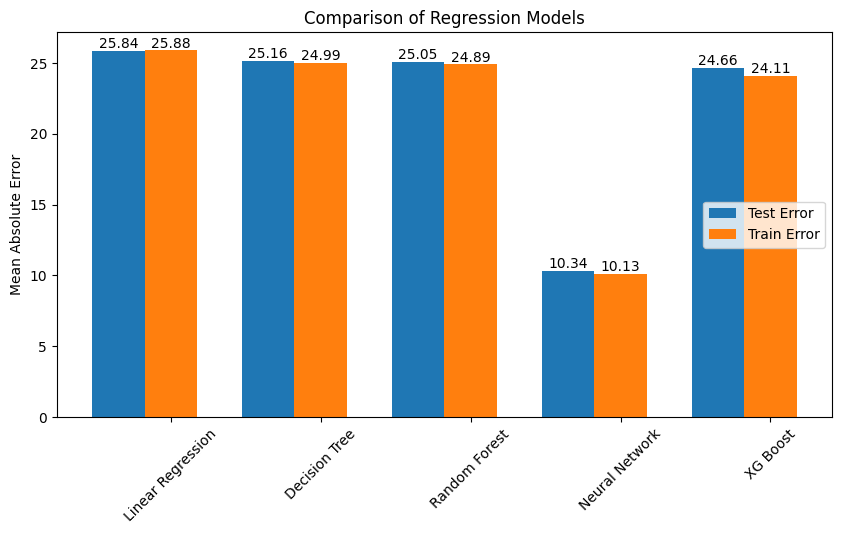 Comparison of Regression Models
Mean Absolute Error
25
20
15
10
5
0
25.84 25.88
25.16 24.99
25.05 24.89
10.34 10.13
24.66 24.11
Test Error
Train Error
Linear Regression
Decision Tree
Random Forest
Neural Network
XG Boost